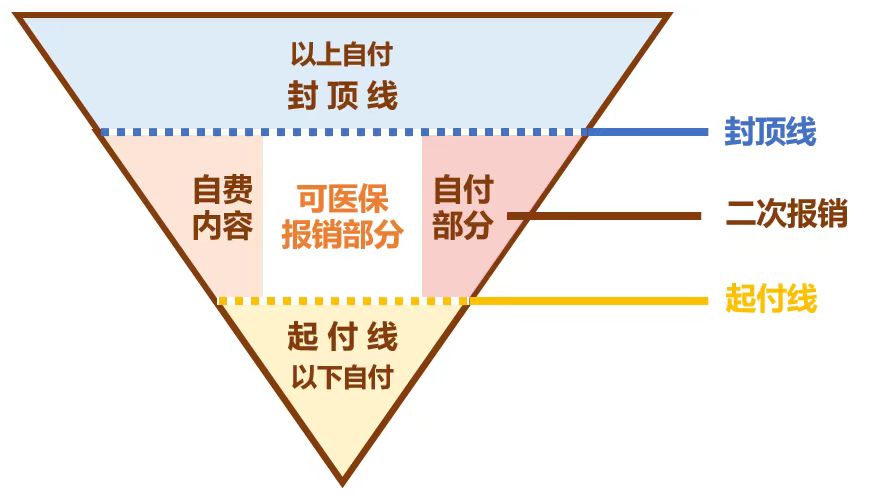 以上自付
封顶线
封顶线
自费
内容
可医保
报销部分
自付
部分
二次报销
起付线
起付线
以下自付